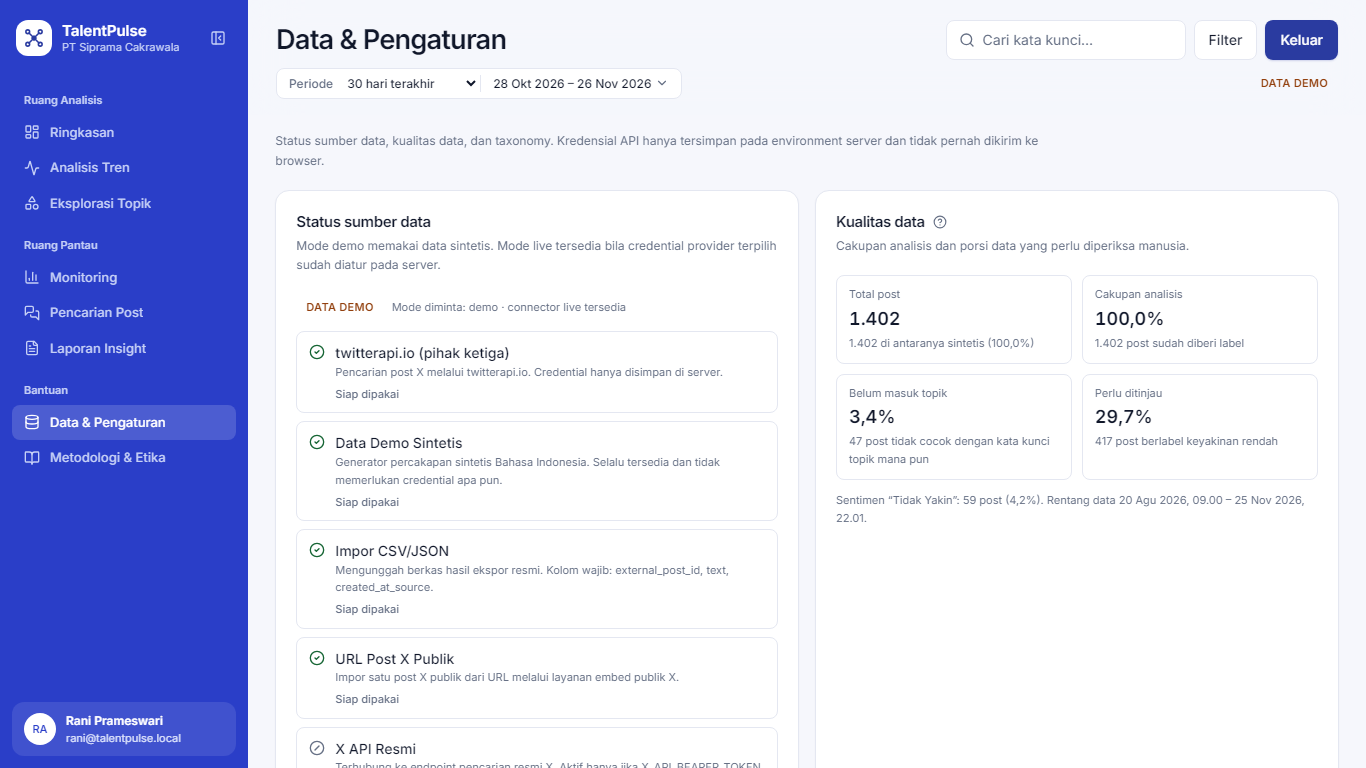 TalentPulse
PT Siprama Cakrawala
Ruang Analisis
Ringkasan
Analisis Tren
Eksplorasi Topik
Ruang Pantau
Monitoring
Pencarian Post
Laporan Insight
Bantuan
Data & Pengaturan
Metodologi & Etika
RA
Rani Prameswari
rani@talentpulse.local
Data & Pengaturan
Cari kata kunci...
Filter
Keluar
Periode 30 hari terakhir 28 Okt 2026 – 26 Nov 2026
DATA DEMO
Status sumber data, kualitas data, dan taxonomy. Kredensial API hanya tersimpan pada environment server dan tidak pernah dikirim ke
browser.
Status sumber data
Mode demo memakai data sintetis. Mode live tersedia bila credential provider terpilih
sudah diatur pada server.
DATA DEMO Mode diminta: demo · connector live tersedia
twitterapi.io (pihak ketiga)
Pencarian post X melalui twitterapi.io. Credential hanya disimpan di server.
Siap dipakai
Data Demo Sintetis
Generator percakapan sintetis Bahasa Indonesia. Selalu tersedia dan tidak
memerlukan credential apa pun.
Siap dipakai
Impor CSV/JSON
Mengunggah berkas hasil ekspor resmi. Kolom wajib: external_post_id, text,
created_at_source.
Siap dipakai
URL Post X Publik
Impor satu post X publik dari URL melalui layanan embed publik X.
Siap dipakai
X API Resmi
Terhubung ke endpoint pencarian resmi X. Aktif hanya jika X_API_BEARER_TOKEN
Kualitas data
Cakupan analisis dan porsi data yang perlu diperiksa manusia.
Total post
1.402
1.402 di antaranya sintetis (100,0%)
Cakupan analisis
100,0%
1.402 post sudah diberi label
Belum masuk topik
3,4%
47 post tidak cocok dengan kata kunci
topik mana pun
Perlu ditinjau
29,7%
417 post berlabel keyakinan rendah
Sentimen “Tidak Yakin”: 59 post (4,2%). Rentang data 20 Agu 2026, 09.00 – 25 Nov 2026,
22.01.